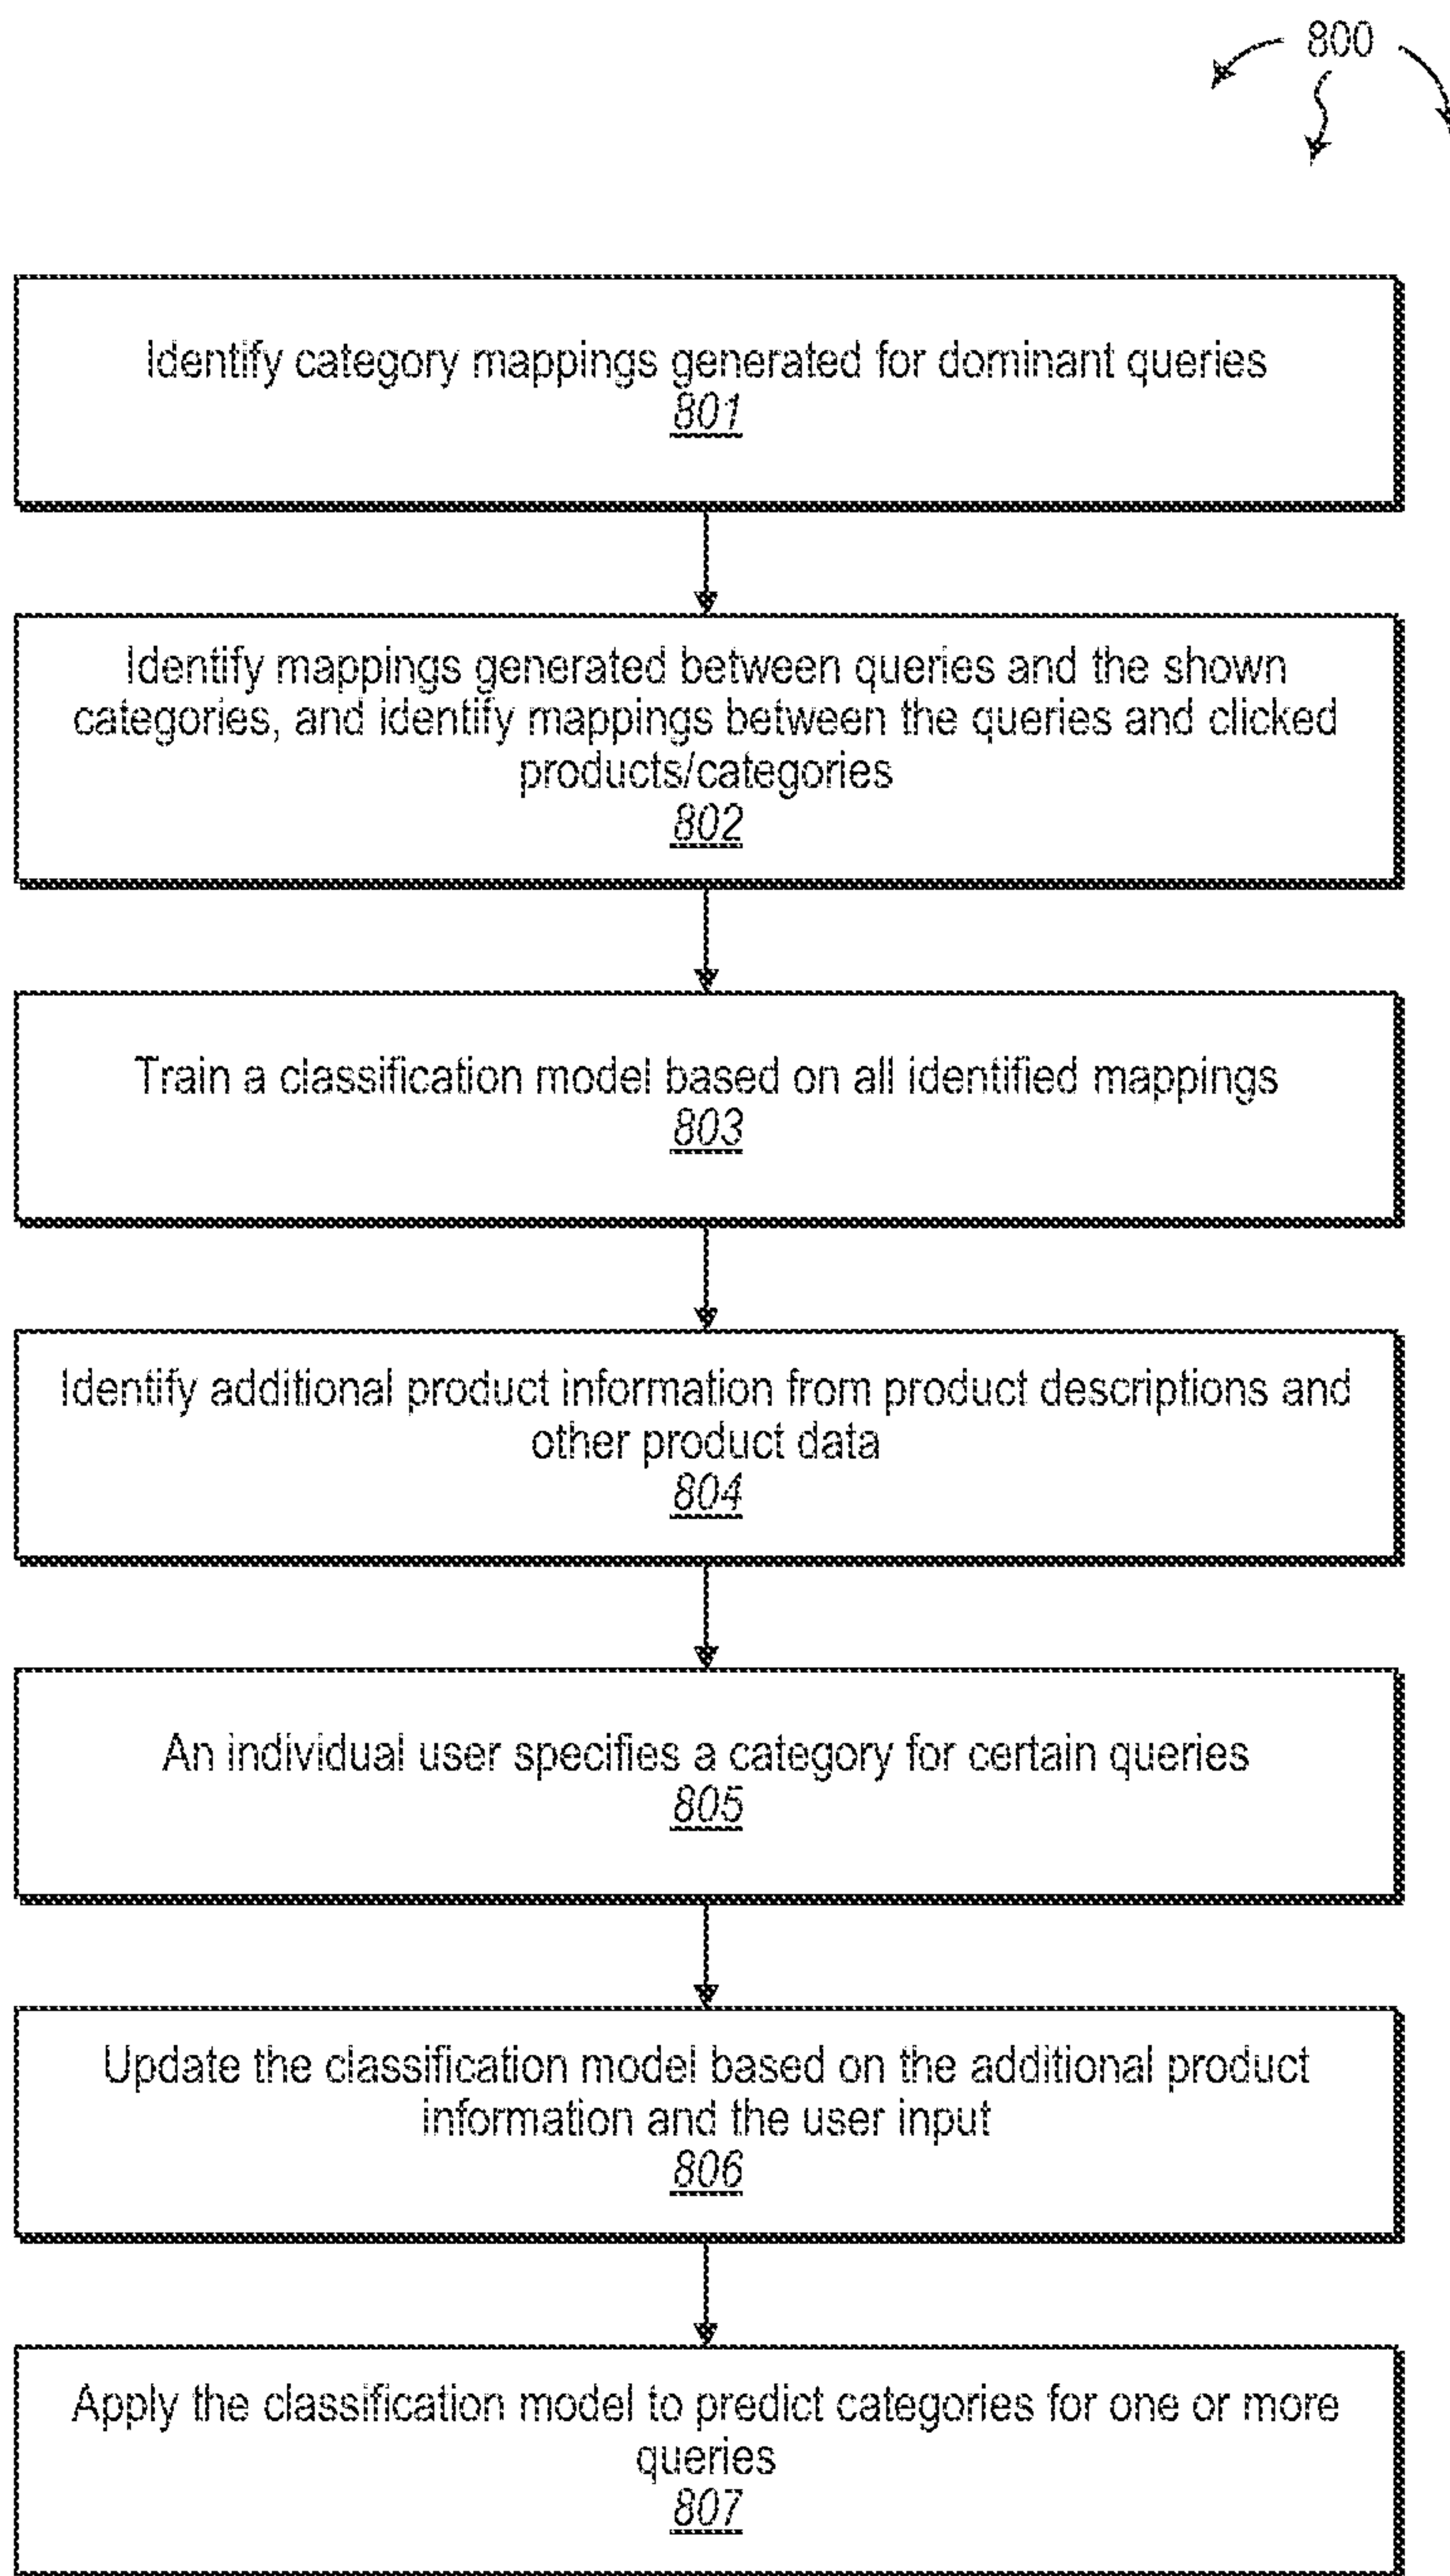 800
Identify category mappings generated for dominant queries
801
Identify mappings generated between queries and the shown
categories, and identify mappings between the queries and clicked
products/categories
802
Train a classification model based on all identified mappings
803
Identify additional product information from product descriptions and
other product data
804
An individual user specifies a category for certain queries
805
Update the classification model based on the additional product
information and the user input
806
Apply the classification model to predict categories for one or more
queries
807